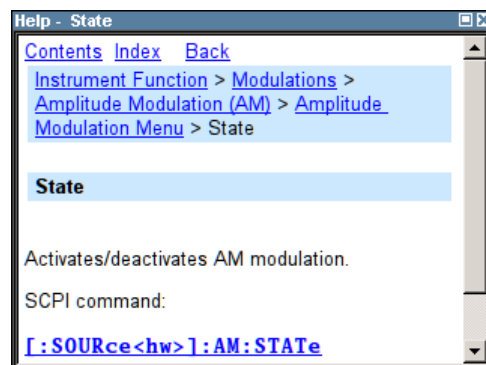 Help - State
Contents Index Back
Instrument Function > Modulations >
Amplitude Modulation (AM) > Amplitude
Modulation Menu > State
State
Activates/deactivates AM modulation.
SCPI command:
[:SOURce<hw>]:AM:STATe